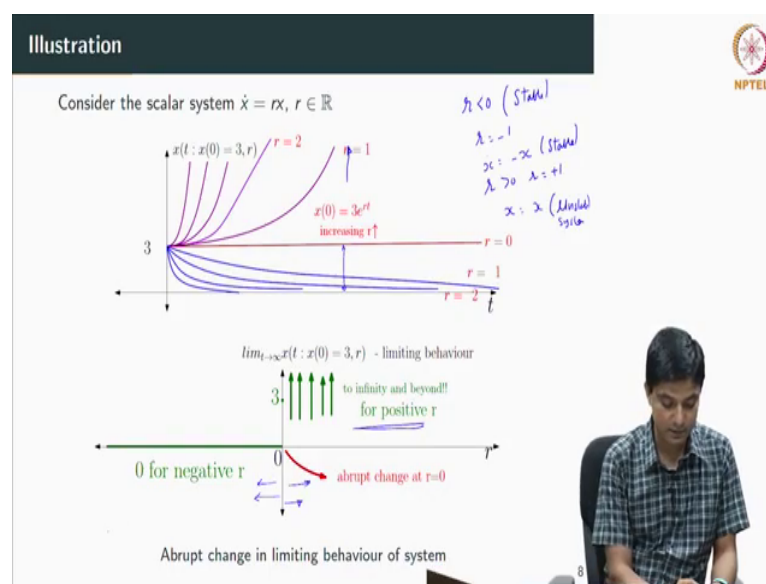 Illustration
NPTEL
Consider the scalar system ẋ = rx, r ∈ ℝ
r<0 (Stable)
r = -1
ẋ = -x (Stable)
r > 0 r = +1
ẋ = x (Unstable
system
x(t : x(0) = 3, r)
r = 2
r = 1
x(0) = 3e^{rt}
increasing r↑
3
r = 0
r = 1
r = 2
t
lim_{t→∞} x(t : x(0) = 3, r) - limiting behaviour
3
to infinity and beyond!!
for positive r
0
r
0 for negative r
abrupt change at r=0
Abrupt change in limiting behaviour of system
8